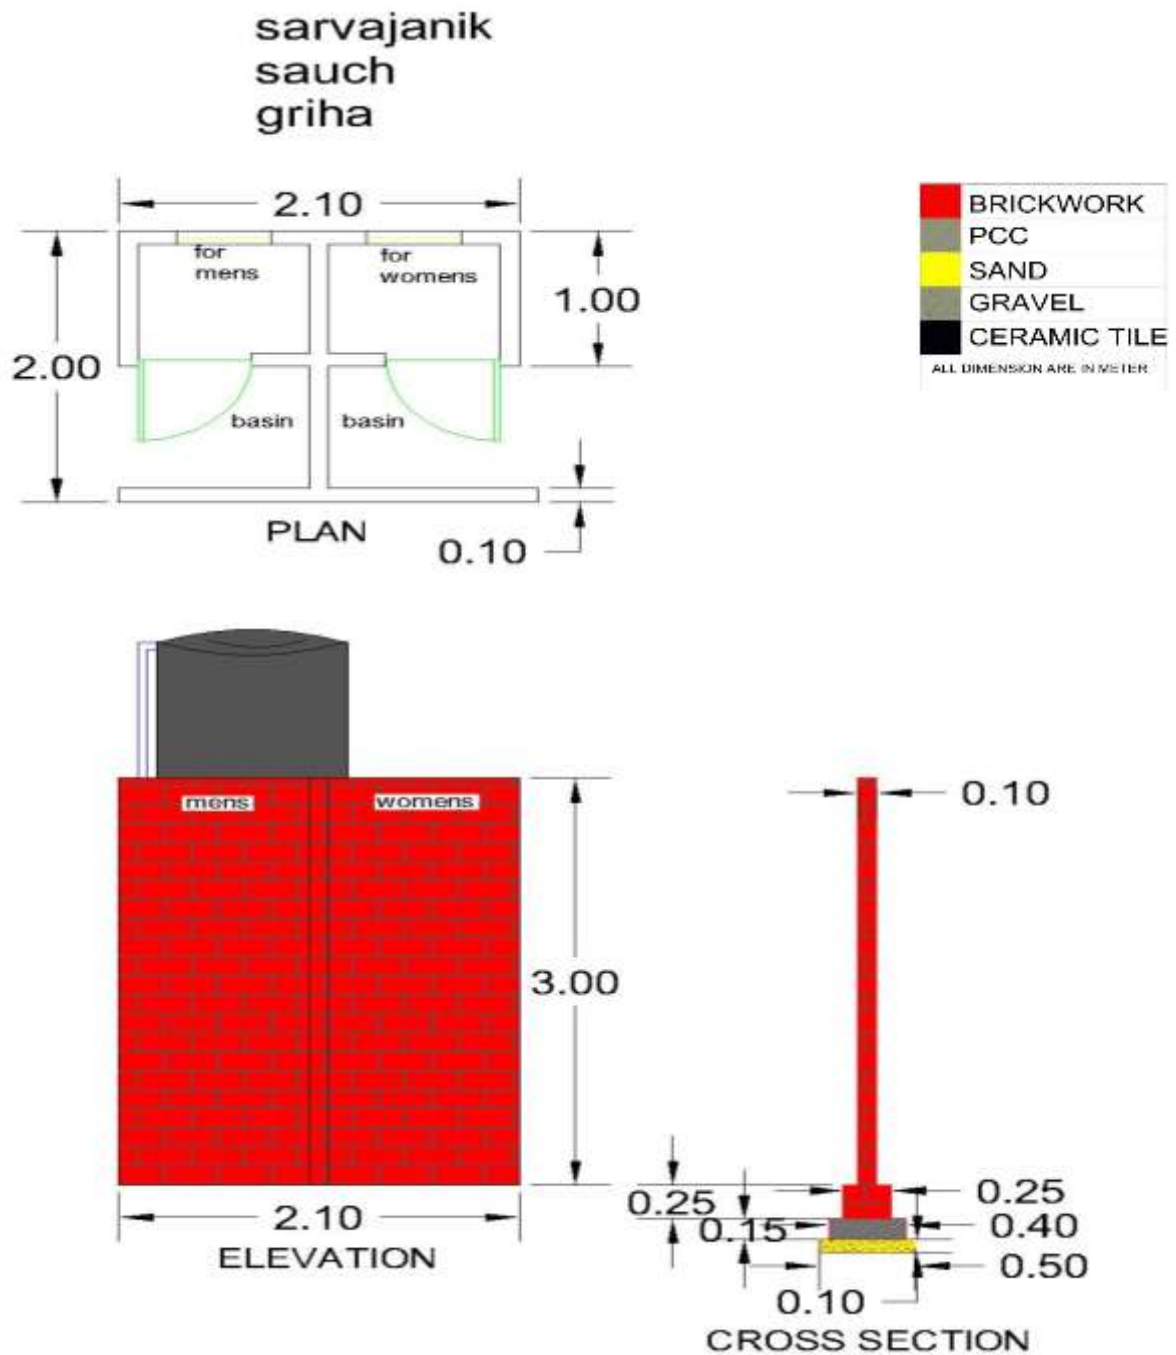 sarvajanik
sauch
griha
2.10
for
mens
for
womens
1.00
2.00
basin
basin
PLAN
0.10
BRICKWORK
PCC
SAND
GRAVEL
CERAMIC TILE
ALL DIMENSION ARE IN METER
mens
womens
3.00
2.10
ELEVATION
0.10
0.25
0.25
0.15
0.40
0.50
0.10
CROSS SECTION